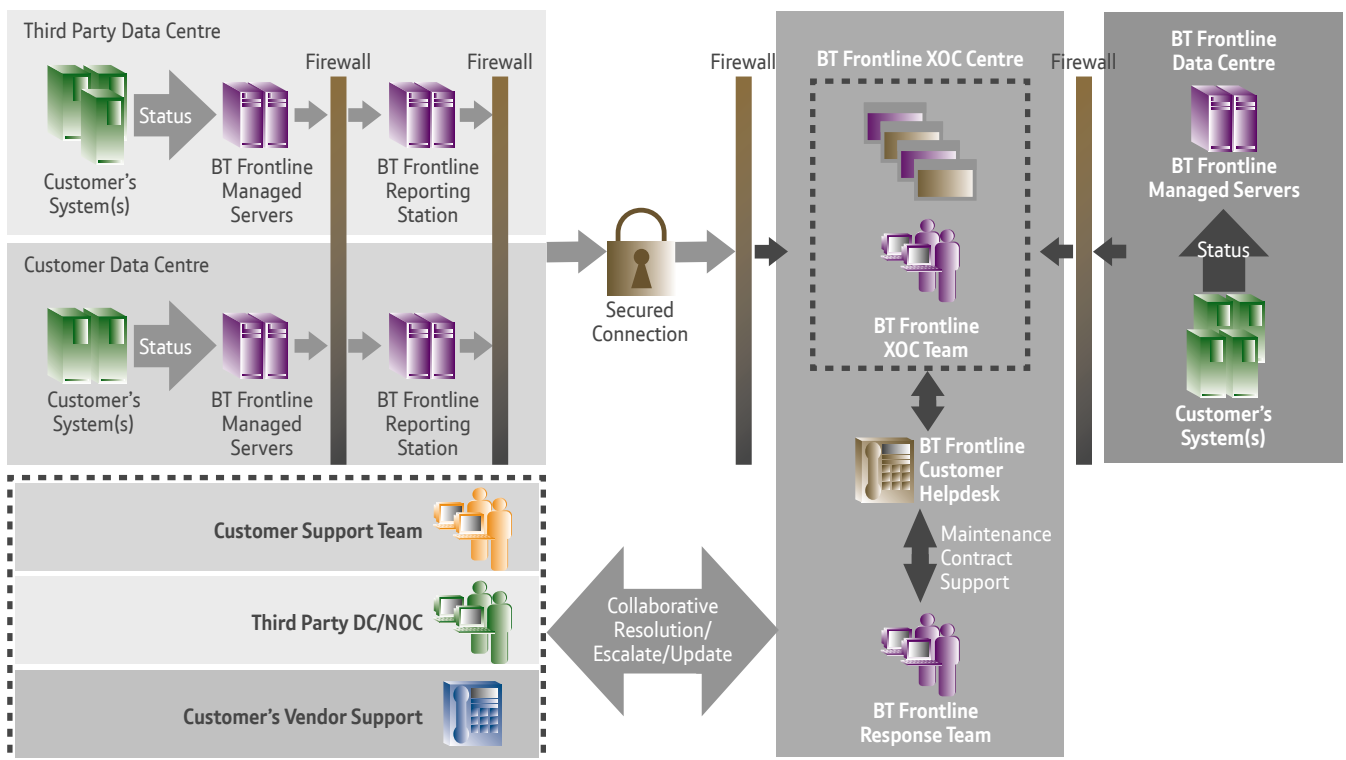 Third Party Data Centre
Firewall
Firewall
Status
Customer's
System(s)
BT Frontline
Managed
Servers
BT Frontline
Reporting
Station
Customer Data Centre
Status
Customer's
System(s)
BT Frontline
Managed
Servers
BT Frontline
Reporting
Station
Secured
Connection
Firewall
BT Frontline XOC Centre
BT Frontline
XOC Team
BT Frontline
Customer
Helpdesk
Maintenance
Contract
Support
BT Frontline
Response Team
Firewall
BT Frontline
Data Centre
BT Frontline
Managed Servers
Status
Customer's
System(s)
Customer Support Team
Third Party DC/NOC
Customer's Vendor Support
Collaborative
Resolution/
Escalate/Update